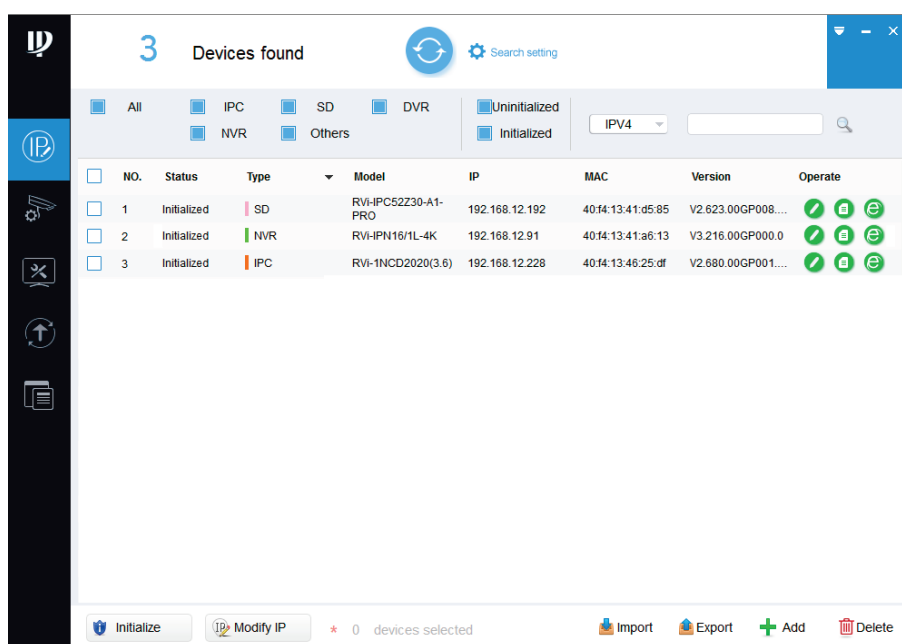 3 Devices found Search setting
All IPC SD DVR Uninitialized
NVR Others Initialized IPV4
NO. Status Type Model IP MAC Version Operate
1 Initialized SD RVi-IPC52Z30-A1-PRO 192.168.12.192 40:f4:13:41:d5:85 V2.623.00GP008....
2 Initialized NVR RVi-IPN16/1L-4K 192.168.12.91 40:f4:13:41:a6:13 V3.216.00GP000.0
3 Initialized IPC RVi-1NCD2020(3.6) 192.168.12.228 40:f4:13:46:25:df V2.680.00GP001....
Initialize IP Modify IP * 0 devices selected Import Export Add Delete